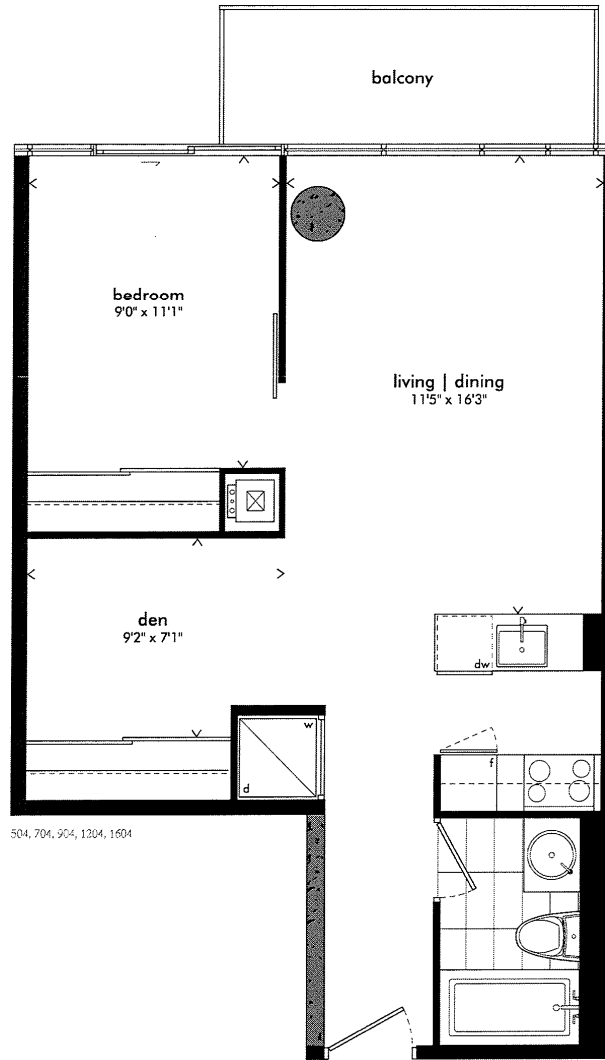 balcony
bedroom
9'0" x 11'1"
living | dining
11'5" x 16'3"
den
9'2" x 7'1"
dw
w
f
d
504, 704, 904, 1204, 1604